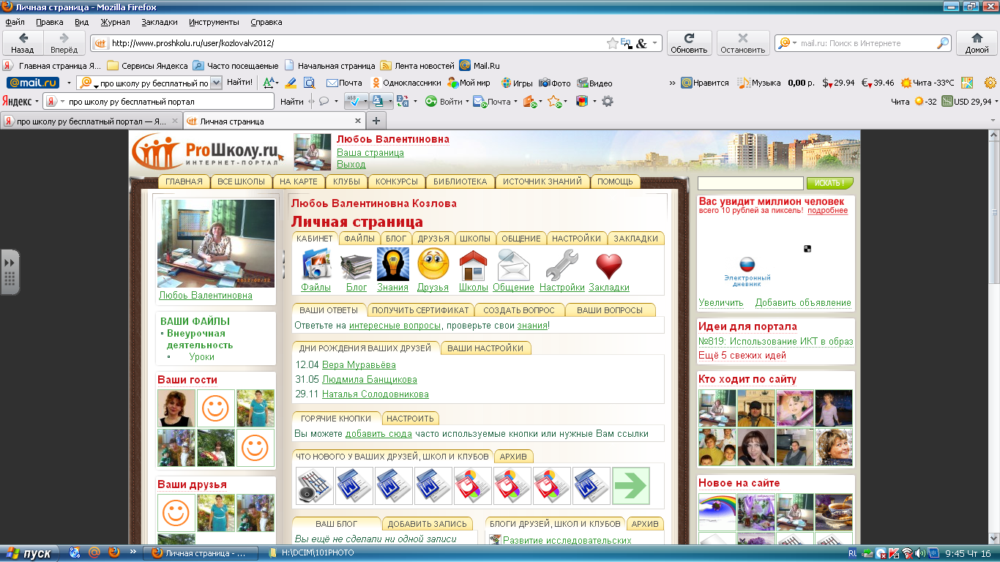 Личная страница - Mozilla Firefox
Файл Правка Вид Журнал Закладки Инструменты Справка
Назад Вперёд http://www.proshkolu.ru/user/kozlovalv2012/ Обновить Остановить mail.ru: Поиск в Интернете Домой
Главная страница Я... Сервисы Яндекса Часто посещаемые Начальная страница Лента новостей Mail.Ru
@mail.ru про школу ру бесплатный по Найти! Почта Одноклассники Мой мир Игры Фото Видео » Нравится Музыка 0,00 р. $ 29.94 € 39.46 Чита -33°C
Яндекс про школу ру бесплатный портал Найти Войти Почта Чита -32 USD 29,94
про школу ру бесплатный портал — Я... Личная страница
ProШколу.ru
ИНТЕРНЕТ-ПОРТАЛ
Любоь Валентиновна
Ваша страница
Выход
ГЛАВНАЯ ВСЕ ШКОЛЫ НА КАРТЕ КЛУБЫ КОНКУРСЫ БИБЛИОТЕКА ИСТОЧНИК ЗНАНИЙ ПОМОЩЬ
ИСКАТЬ !
2012/02/12
Любоь Валентиновна
ВАШИ ФАЙЛЫ
Внеурочная
деятельность
Уроки
Ваши гости
Ваши друзья
Любоь Валентиновна Козлова
Личная страница
КАБИНЕТ ФАЙЛЫ БЛОГ ДРУЗЬЯ ШКОЛЫ ОБЩЕНИЕ НАСТРОЙКИ ЗАКЛАДКИ
Файлы Блог Знания Друзья Школы Общение Настройки Закладки
ВАШИ ОТВЕТЫ ПОЛУЧИТЬ СЕРТИФИКАТ СОЗДАТЬ ВОПРОС ВАШИ ВОПРОСЫ
Ответьте на интересные вопросы, проверьте свои знания!
ДНИ РОЖДЕНИЯ ВАШИХ ДРУЗЕЙ ВАШИ НАСТРОЙКИ
12.04 Вера Муравьёва
31.05 Людмила Банщикова
29.11 Наталья Солодовникова
ГОРЯЧИЕ КНОПКИ НАСТРОИТЬ
Вы можете добавить сюда часто используемые кнопки или нужные Вам ссылки
ЧТО НОВОГО У ВАШИХ ДРУЗЕЙ, ШКОЛ И КЛУБОВ АРХИВ
ВАШ БЛОГ ДОБАВИТЬ ЗАПИСЬ
Вы ещё не сделали ни одной записи
БЛОГИ ДРУЗЕЙ, ШКОЛ И КЛУБОВ АРХИВ
Развитие исследовательских
Вас увидит миллион человек
всего 10 рублей за пиксель! подробнее
Электронный
дневник
Увеличить Добавить объявление
Идеи для портала
№819: Использование ИКТ в образ
Ещё 5 свежих идей
Кто ходит по сайту
Новое на сайте
пуск » Личная страница - ... H:\DCIM\101PHOTO RU 9:45 Чт 16